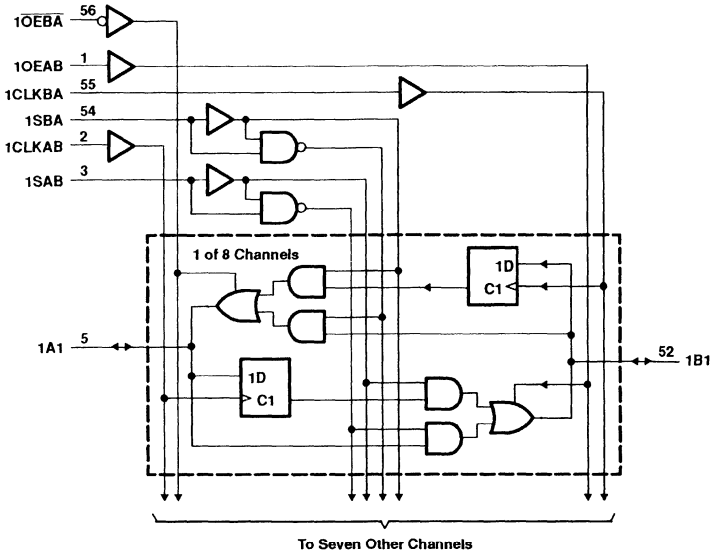 1OEBA 56
1OEAB 1
1CLKBA 55
1SBA 54
1CLKAB 2
1SAB 3
1 of 8 Channels
1D
C1
1A1 5
52 1B1
1D
C1
To Seven Other Channels